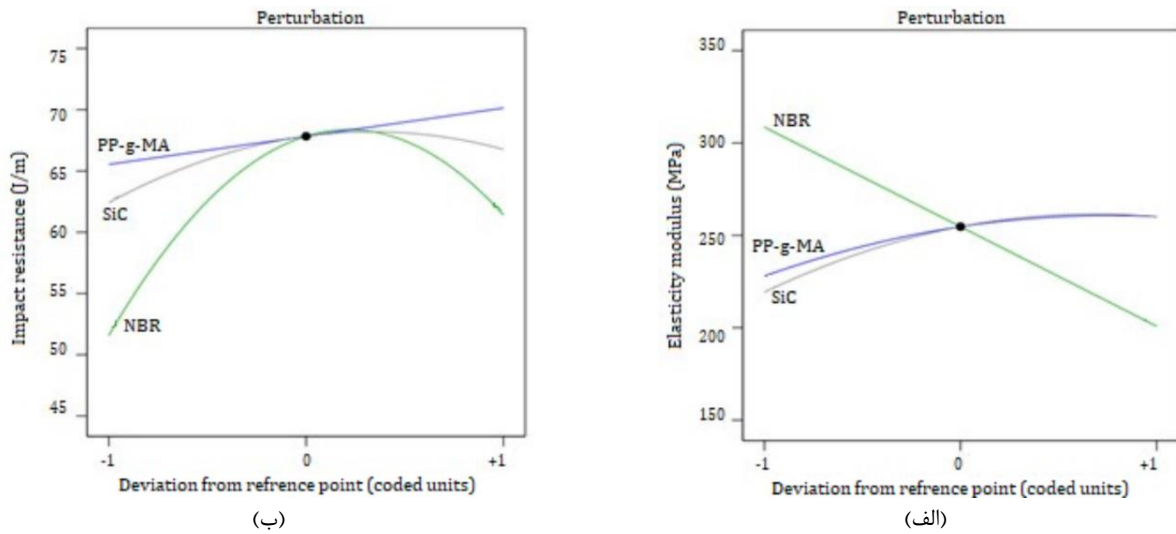 Perturbation
75
70
65
60
55
50
45
Impact resistance (J/m)
PP-g-MA
SiC
NBR
-1
0
+1
Deviation from refrence point (coded units)
(ب)
Perturbation
350
300
250
200
150
Elasticity modulus (MPa)
NBR
PP-g-MA
SiC
-1
0
+1
Deviation from refrence point (coded units)
(الف)